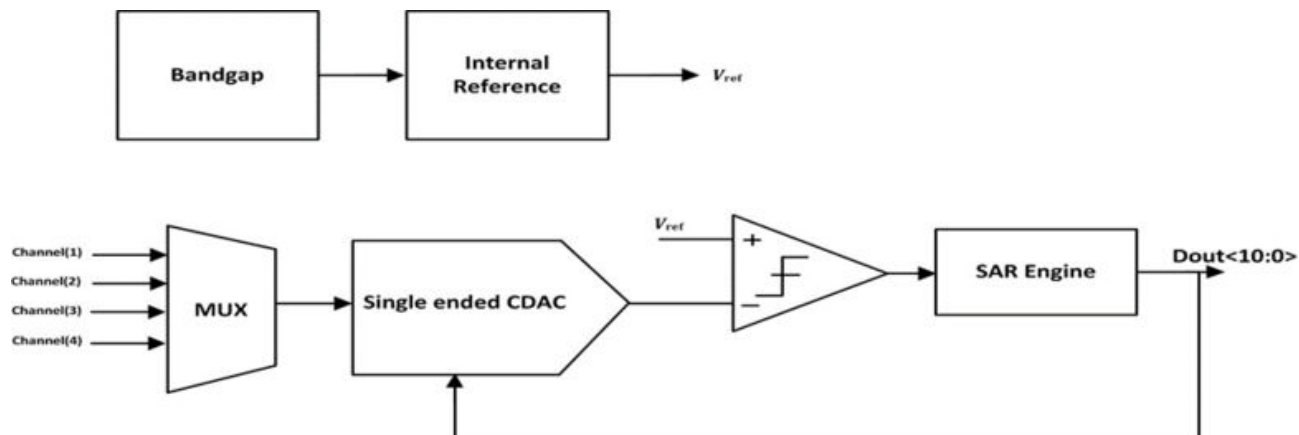 Bandgap
Internal
Reference
Vref
Channel(1)
Channel(2)
Channel(3)
Channel(4)
MUX
Single ended CDAC
Vref
+
−
SAR Engine
Dout<10:0>